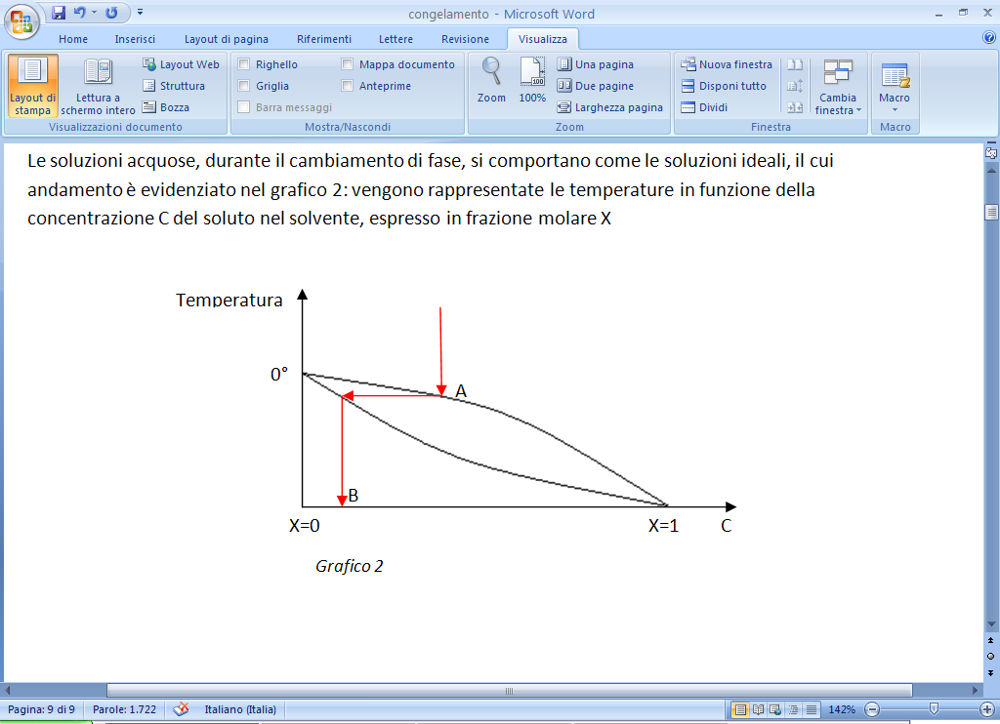 congelamento - Microsoft Word
Home Inserisci Layout di pagina Riferimenti Lettere Revisione Visualizza
Layout di stampa
Lettura a schermo intero
Layout Web
Struttura
Bozza
Visualizzazioni documento
Righello
Griglia
Barra messaggi
Mappa documento
Anteprime
Mostra/Nascondi
Zoom
100%
Una pagina
Due pagine
Larghezza pagina
Zoom
Nuova finestra
Disponi tutto
Dividi
Cambia finestra
Finestra
Macro
Macro
Le soluzioni acquose, durante il cambiamento di fase, si comportano come le soluzioni ideali, il cui
andamento è evidenziato nel grafico 2: vengono rappresentate le temperature in funzione della
concentrazione C del soluto nel solvente, espresso in frazione molare X
Temperatura
0°
A
B
X=0 X=1 C
Grafico 2
Pagina: 9 di 9 Parole: 1.722 Italiano (Italia) 142%